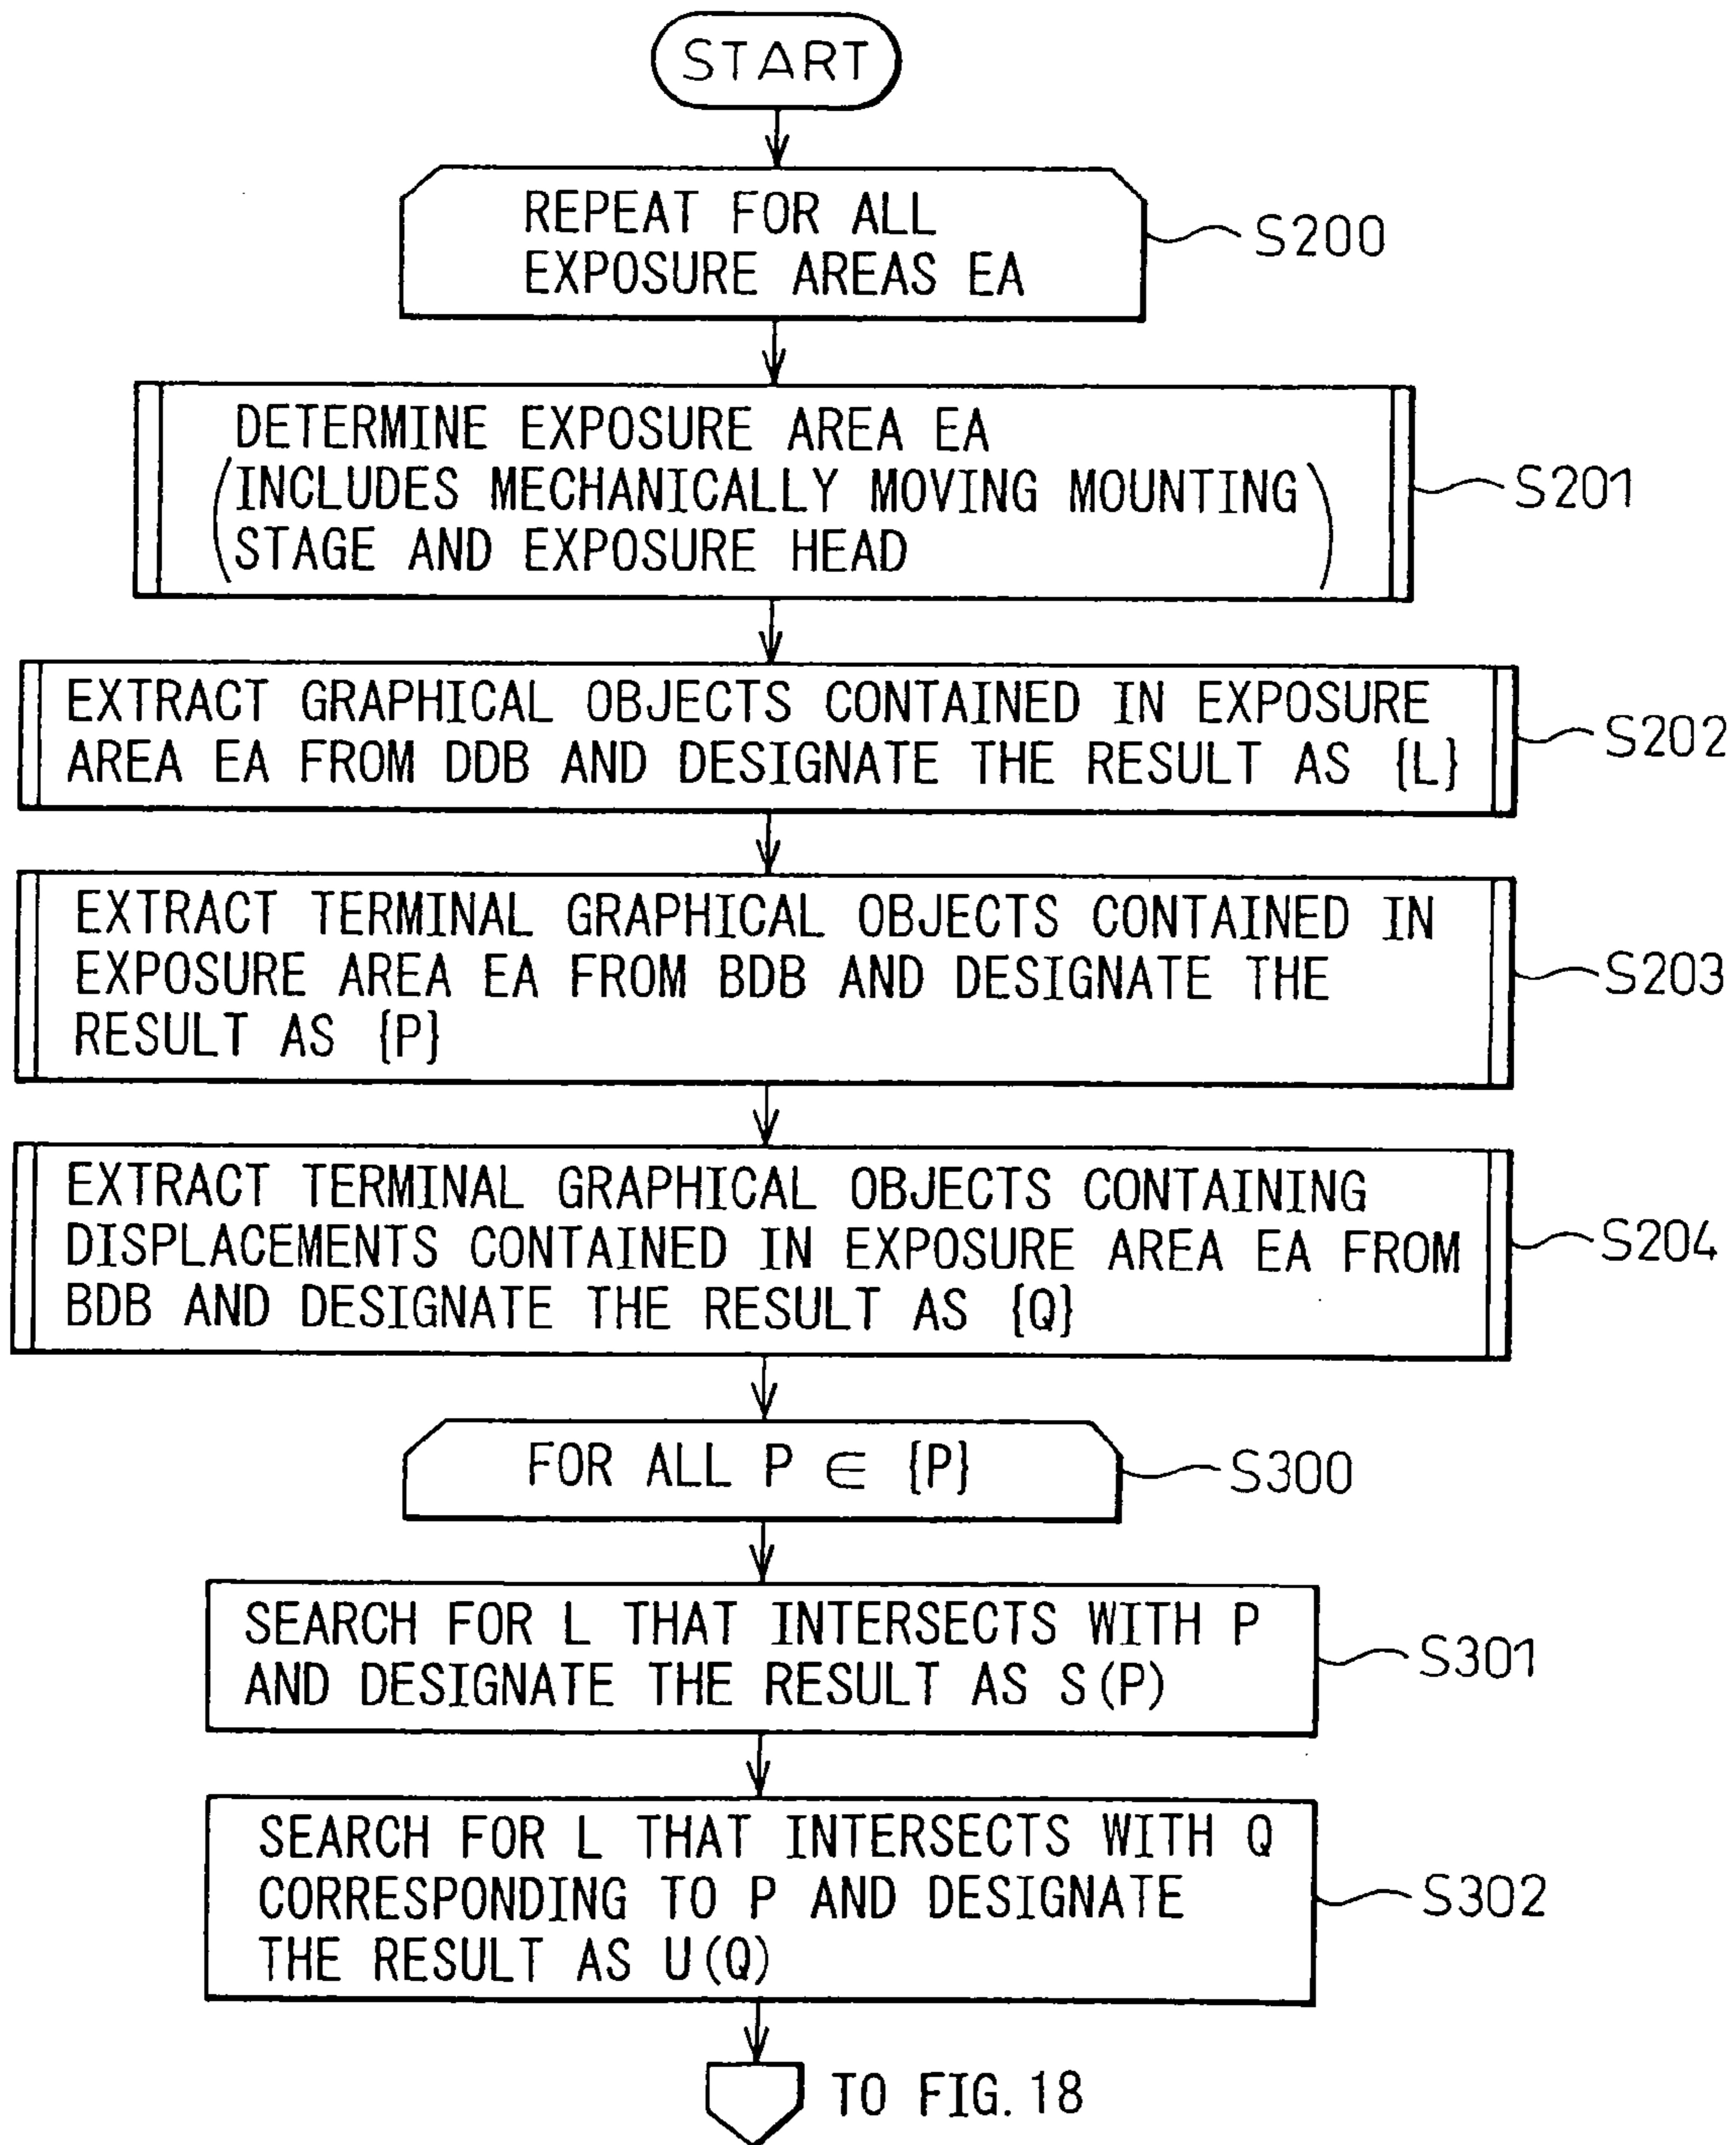 START
REPEAT FOR ALL
EXPOSURE AREAS EA
S200
DETERMINE EXPOSURE AREA EA
(INCLUDES MECHANICALLY MOVING MOUNTING
STAGE AND EXPOSURE HEAD)
S201
EXTRACT GRAPHICAL OBJECTS CONTAINED IN EXPOSURE
AREA EA FROM DDB AND DESIGNATE THE RESULT AS {L}
S202
EXTRACT TERMINAL GRAPHICAL OBJECTS CONTAINED IN
EXPOSURE AREA EA FROM BDB AND DESIGNATE THE
RESULT AS {P}
S203
EXTRACT TERMINAL GRAPHICAL OBJECTS CONTAINING
DISPLACEMENTS CONTAINED IN EXPOSURE AREA EA FROM
BDB AND DESIGNATE THE RESULT AS {Q}
S204
FOR ALL P ∈ {P}
S300
SEARCH FOR L THAT INTERSECTS WITH P
AND DESIGNATE THE RESULT AS S(P)
S301
SEARCH FOR L THAT INTERSECTS WITH Q
CORRESPONDING TO P AND DESIGNATE
THE RESULT AS U(Q)
S302
TO FIG. 18